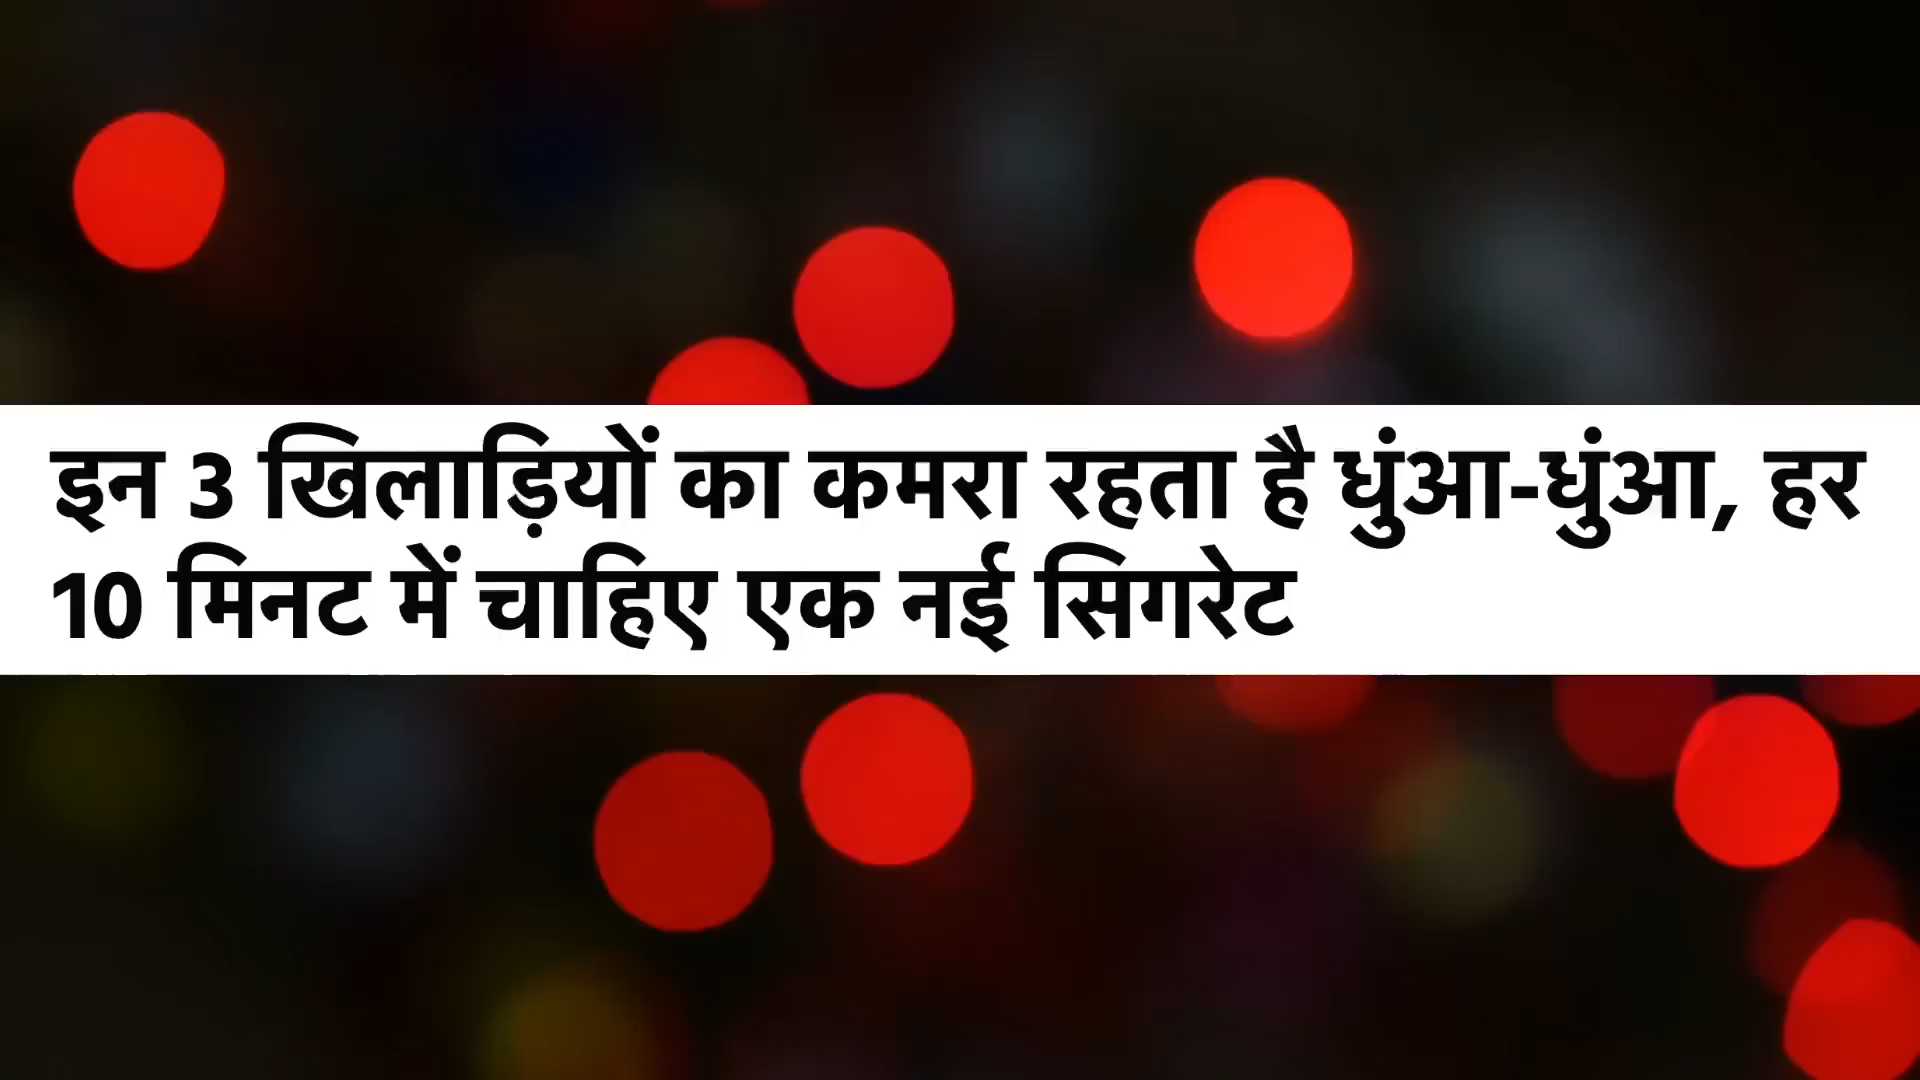 इन 3 खिलाड़ियों का कमरा रहता है धुंआ-धुंआ, हर
10 मिनट में चाहिए एक नई सिगरेट